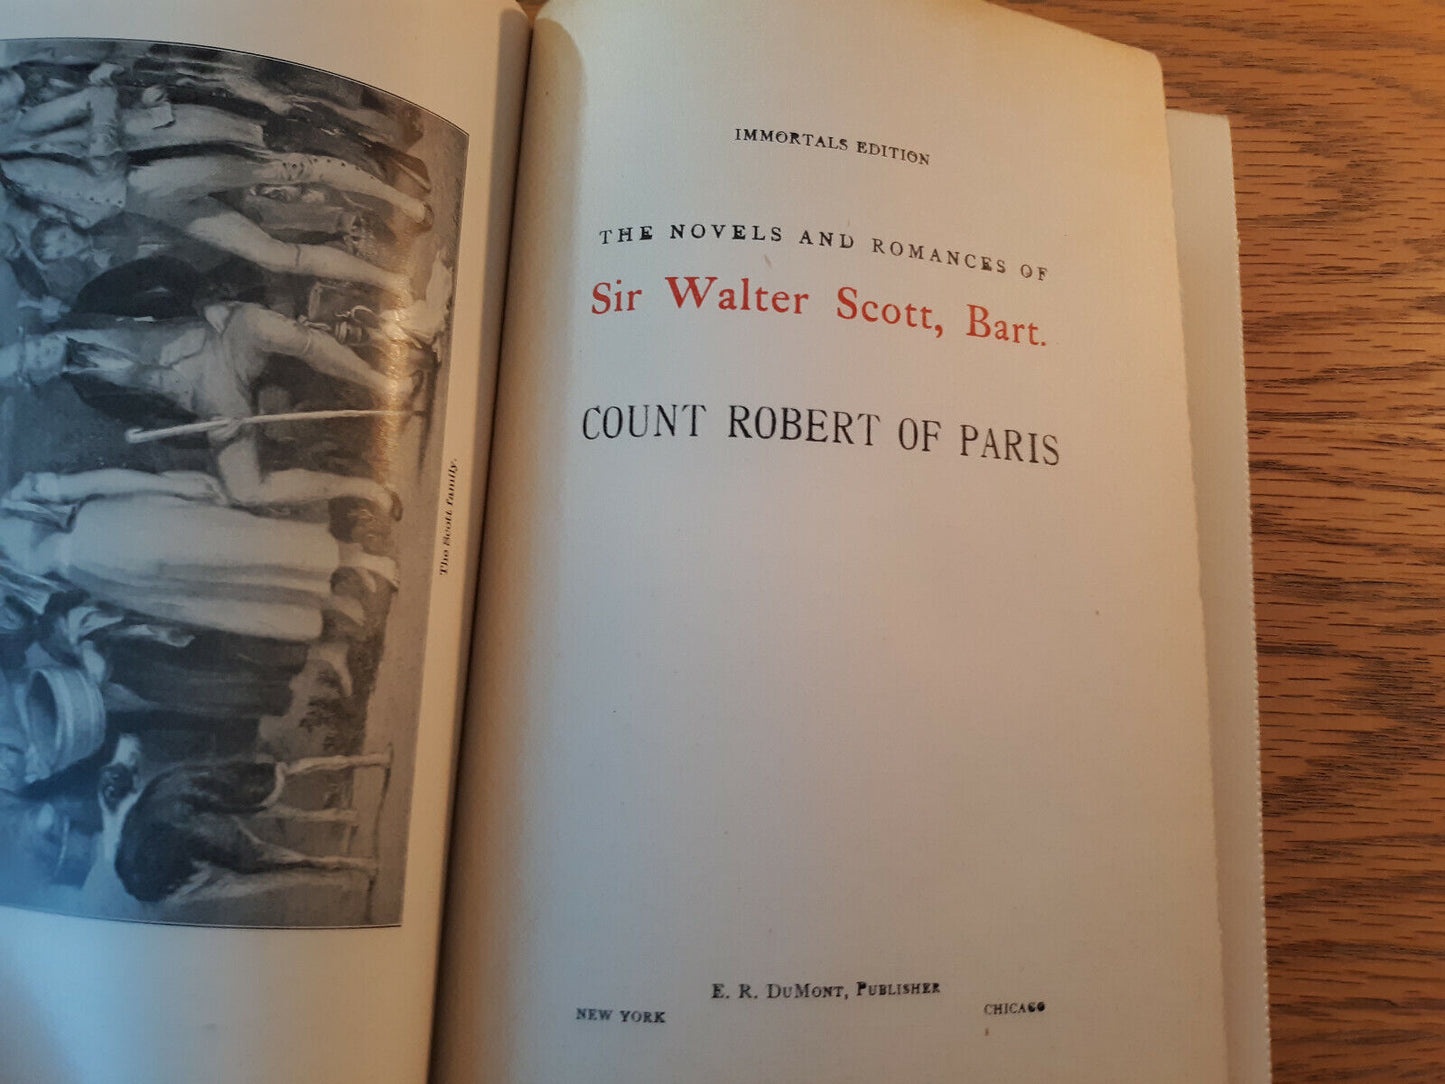 The Scott family.
IMMORTALS EDITION
THE NOVELS AND ROMANCES OF
Sir Walter Scott, Bart.
COUNT ROBERT OF PARIS
E. R. DuMont, Publisher
NEW YORK CHICAGO